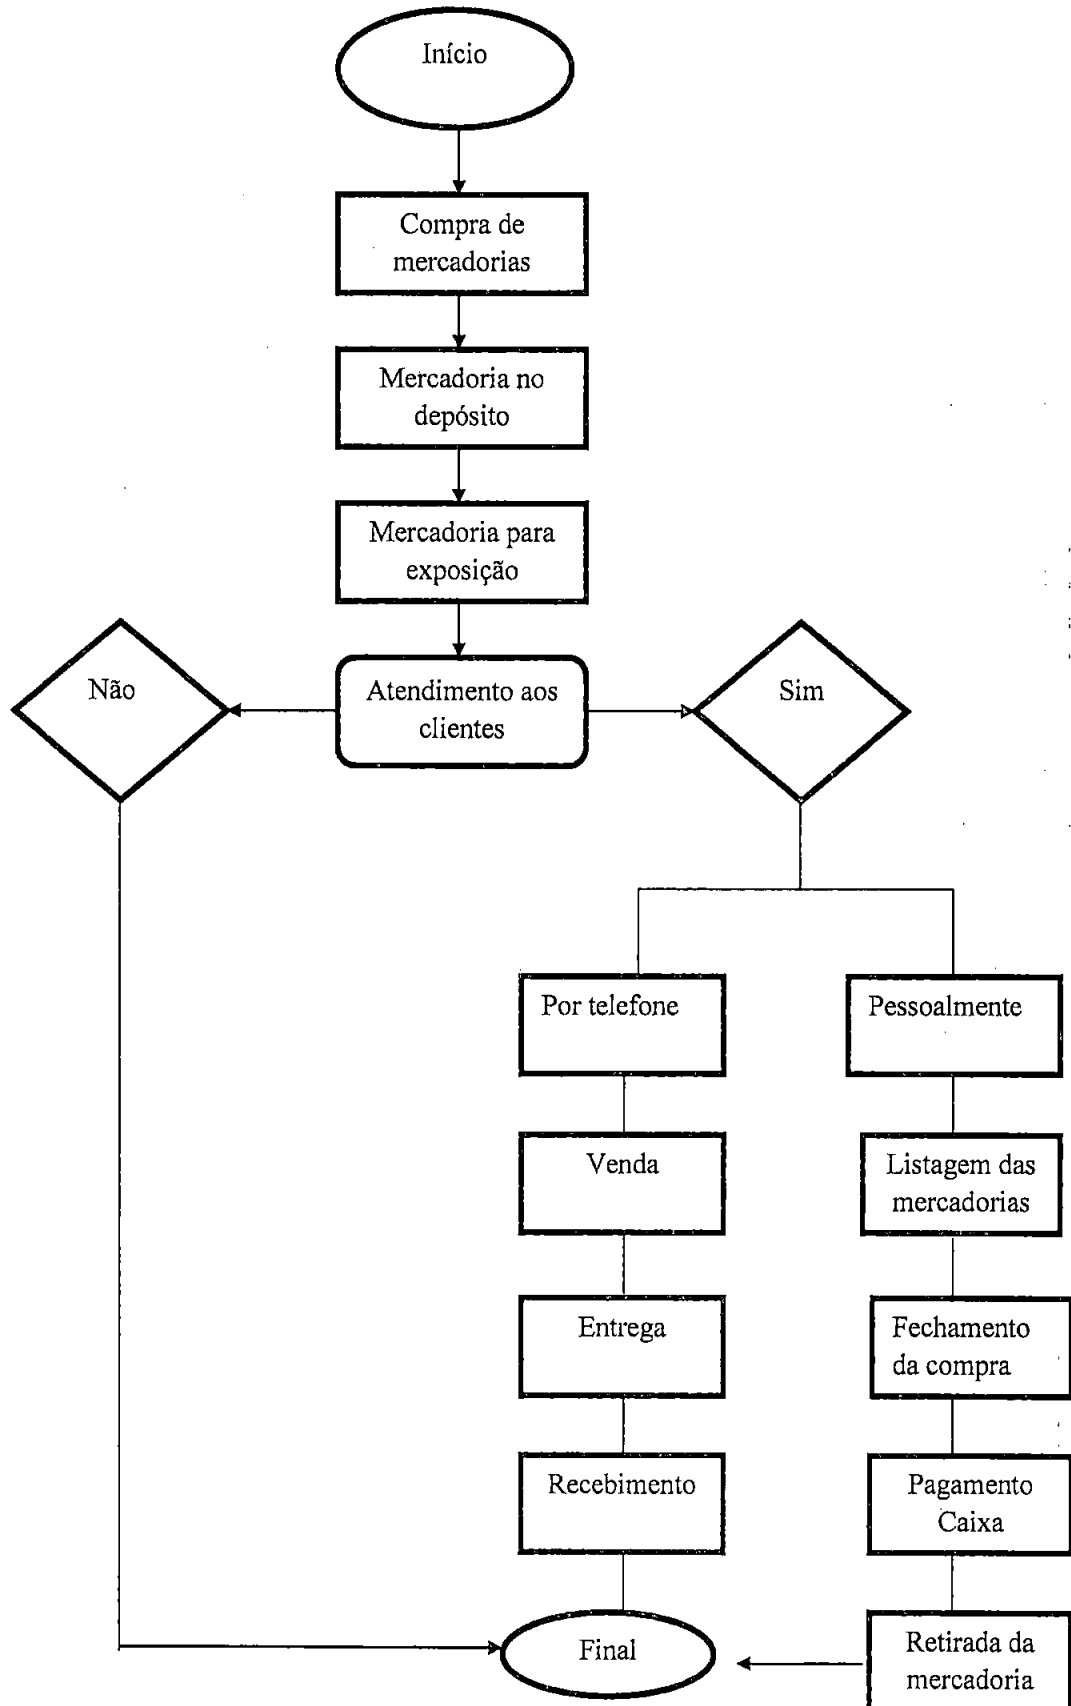 Início
Compra de
mercadorias
Mercadoria no
depósito
Mercadoria para
exposição
Não
Atendimento aos
clientes
Sim
Por telefone
Pessoalmente
Venda
Listagem das
mercadorias
Entrega
Fechamento
da compra
Recebimento
Pagamento
Caixa
Final
Retirada da
mercadoria